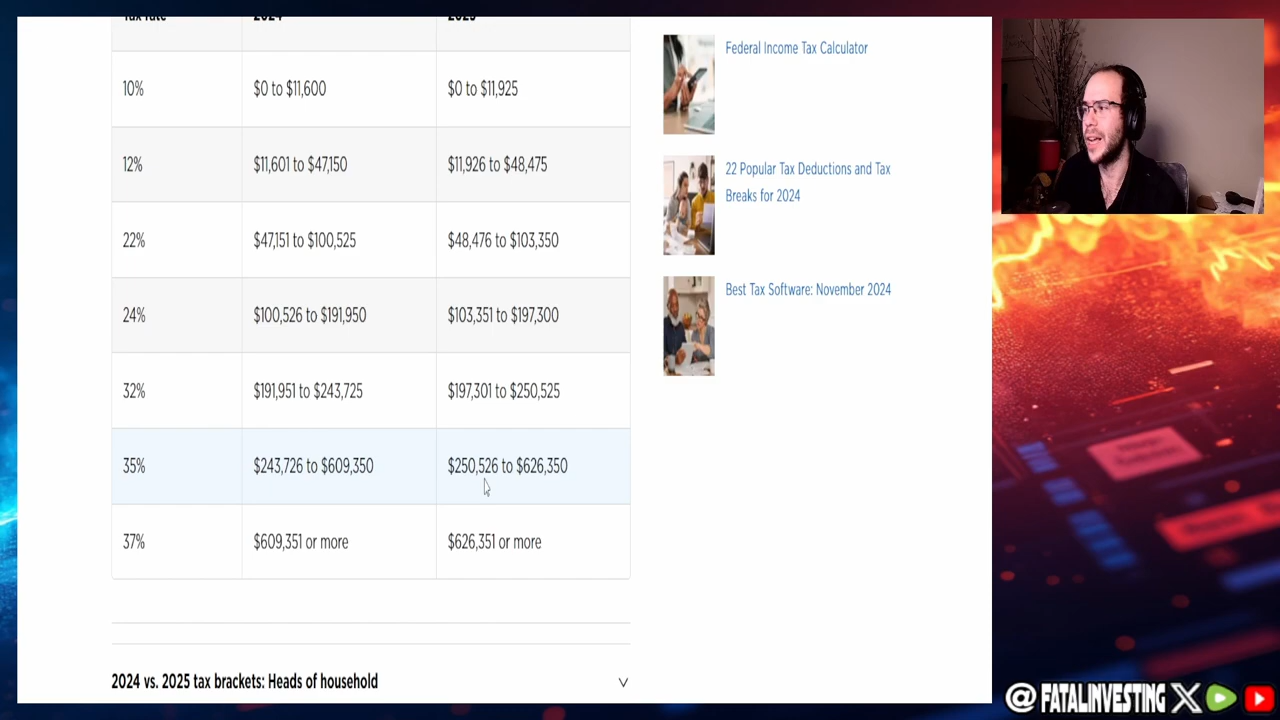 Tax rate 2024 2025
10% $0 to $11,600 $0 to $11,925
12% $11,601 to $47,150 $11,926 to $48,475
22% $47,151 to $100,525 $48,476 to $103,350
24% $100,526 to $191,950 $103,351 to $197,300
32% $191,951 to $243,725 $197,301 to $250,525
35% $243,726 to $609,350 $250,526 to $626,350
37% $609,351 or more $626,351 or more
2024 vs. 2025 tax brackets: Heads of household
Federal Income Tax Calculator
22 Popular Tax Deductions and Tax
Breaks for 2024
Best Tax Software: November 2024
@FATALINVESTING